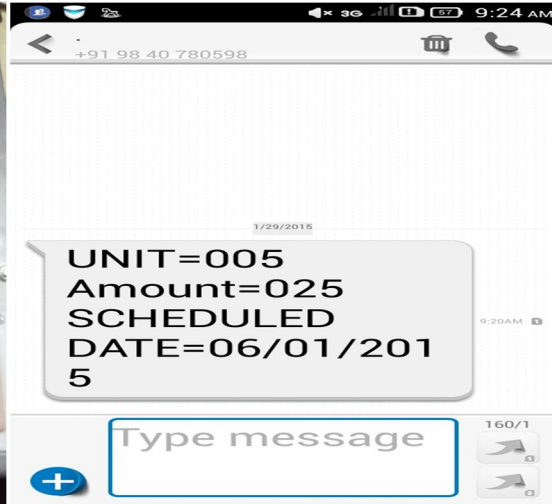 3G 57 9:24 AM
.
+91 98 40 780598
1/29/2015
UNIT=005
Amount=025
SCHEDULED
DATE=06/01/201
5
9:20AM 1
160/1
Type message